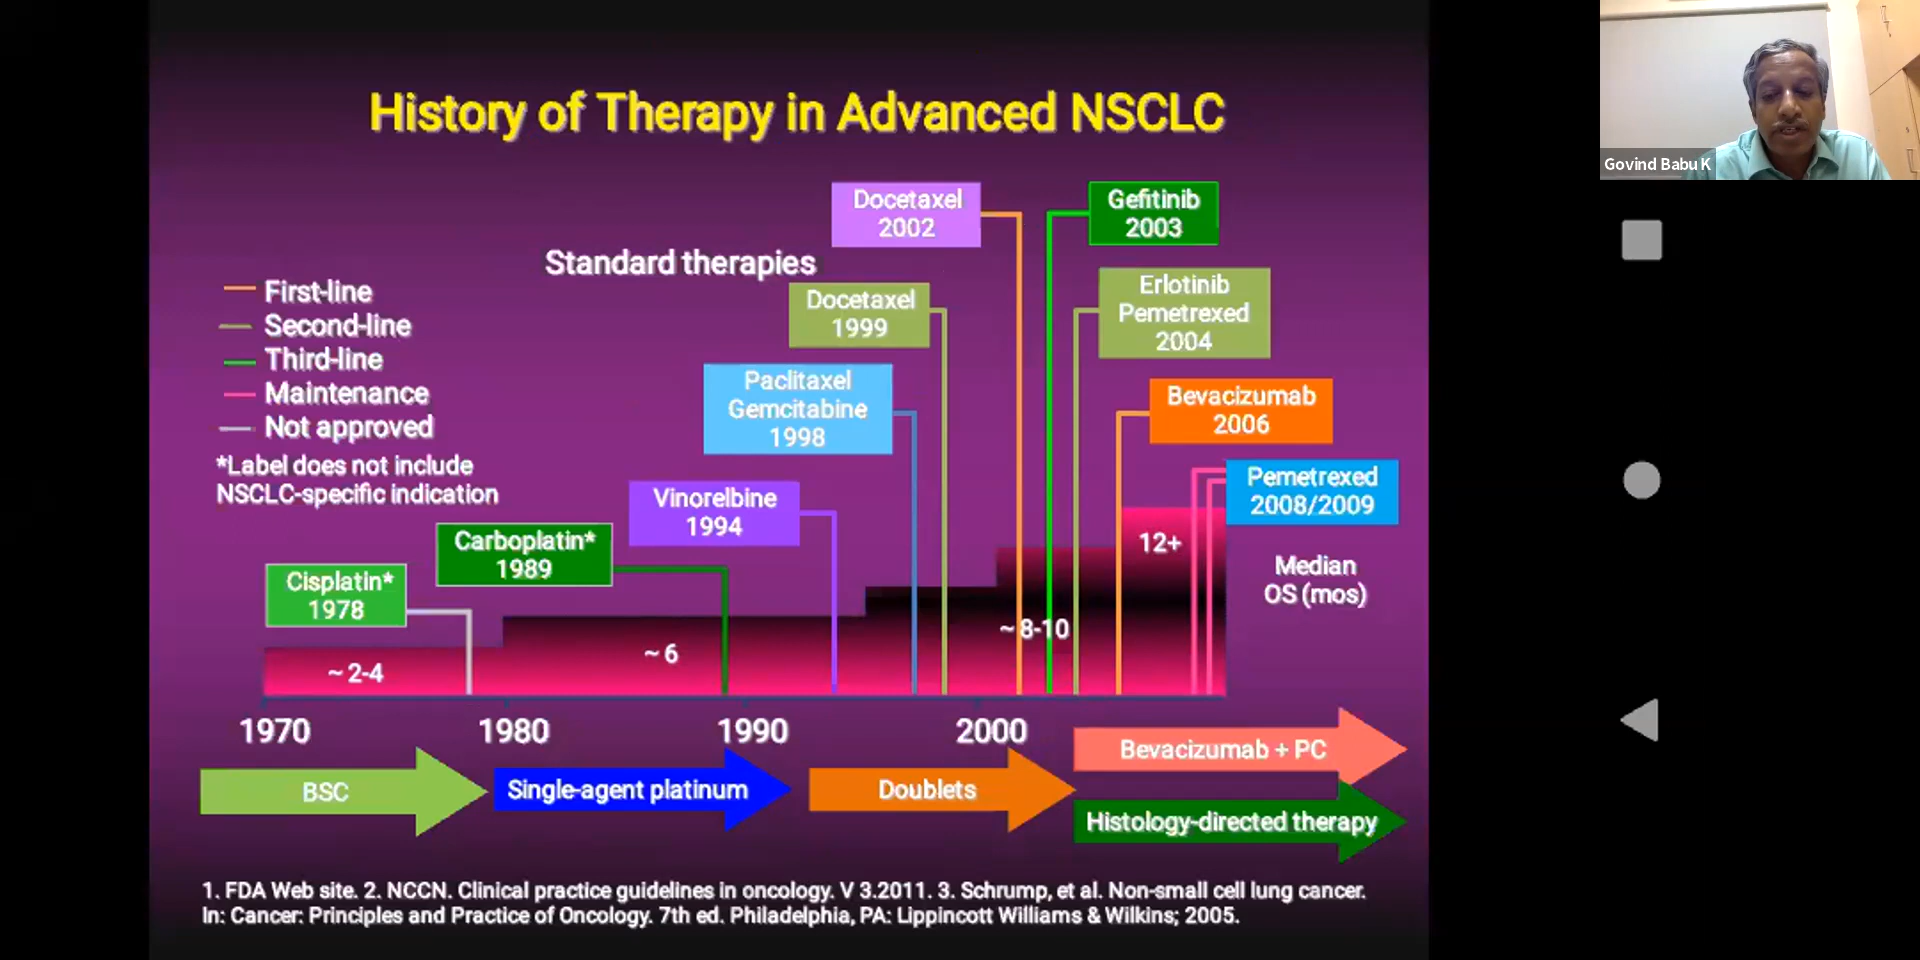 History of Therapy in Advanced NSCLC
Govind Babu K
Docetaxel
2002
Gefitinib
2003
Standard therapies
First-line
Second-line
Third-line
Maintenance
Not approved
*Label does not include
NSCLC-specific indication
Docetaxel
1999
Erlotinib
Pemetrexed
2004
Paclitaxel
Gemcitabine
1998
Bevacizumab
2006
Pemetrexed
2008/2009
Vinorelbine
1994
Carboplatin*
1989
Cisplatin*
1978
12+
Median
OS (mos)
~ 8-10
~ 6
~ 2-4
1970
1980
1990
2000
Bevacizumab + PC
BSC
Single-agent platinum
Doublets
Histology-directed therapy
1. FDA Web site. 2. NCCN. Clinical practice guidelines in oncology. V 3.2011. 3. Schrump, et al. Non-small cell lung cancer.
In: Cancer: Principles and Practice of Oncology. 7th ed. Philadelphia, PA: Lippincott Williams & Wilkins; 2005.